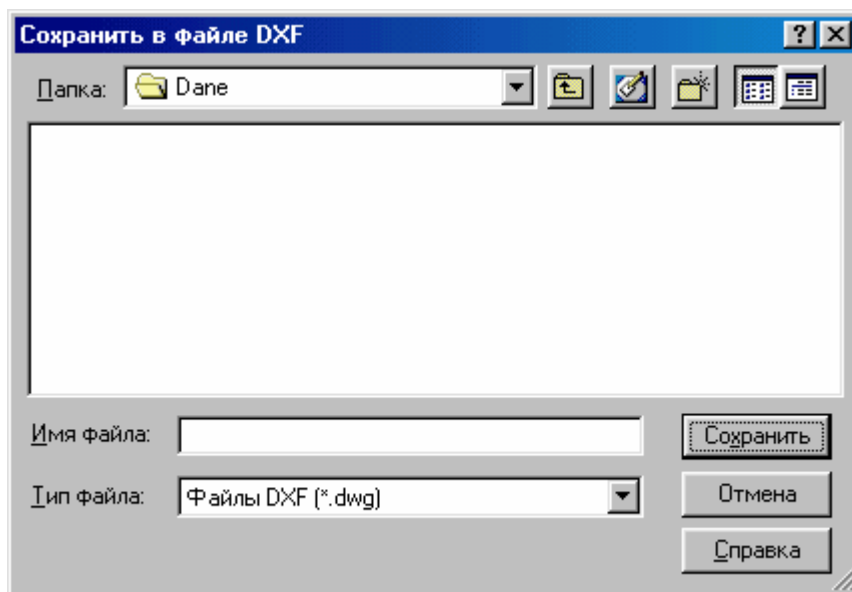 Сохранить в файле DXF
Папка: Dane
Имя файла:
Сохранить
Тип файла: Файлы DXF (*.dwg)
Отмена
Справка